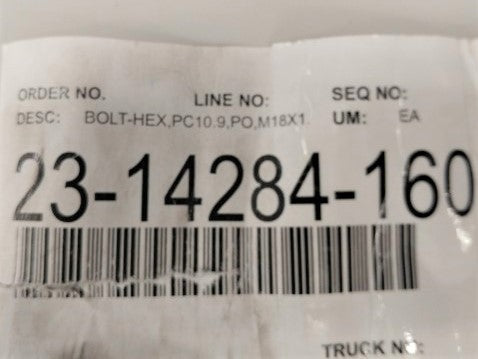 ORDER NO. LINE NO: SEQ NO:
DESC: BOLT-HEX,PC10.9,PO,M18X1. UM: EA
23-14284-160
TRUCK NO: